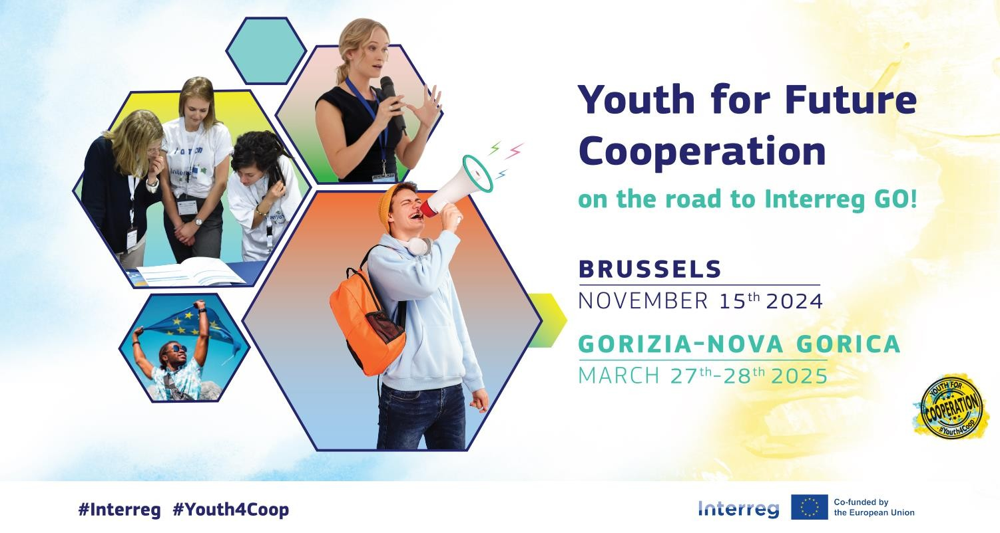 Youth for Future
Cooperation
on the road to Interreg GO!
BRUSSELS
NOVEMBER 15th 2024
GORIZIA-NOVA GORICA
MARCH 27th-28th 2025
YOUTH FOR
COOPERATION
#Youth4Coop
#Interreg #Youth4Coop
Interreg
Co-funded by
the European Union